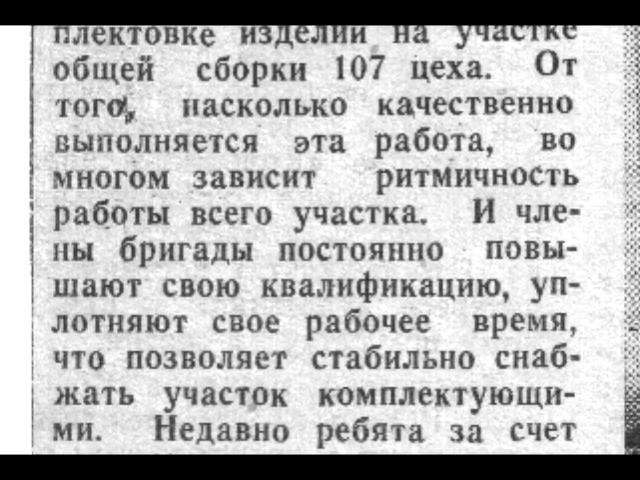 плектовке изделий на участке
общей сборки 107 цеха. От
того, насколько качественно
выполняется эта работа, во
многом зависит ритмичность
работы всего участка. И чле-
ны бригады постоянно повы-
шают свою квалификацию, уп-
лотняют свое рабочее время,
что позволяет стабильно снаб-
жать участок комплектующи-
ми. Недавно ребята за счет